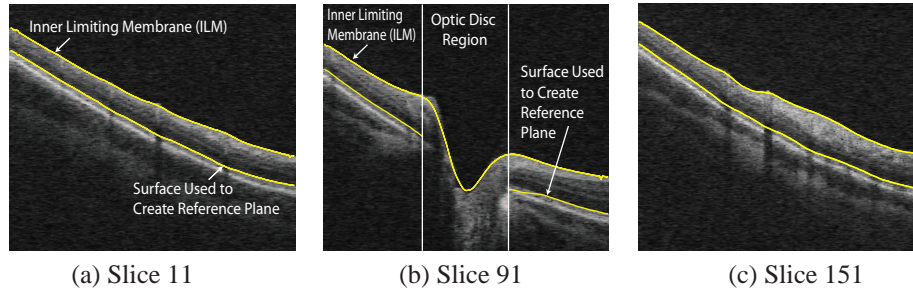 Inner Limiting Membrane (ILM)
Surface Used to
Create Reference Plane
(a) Slice 11
Inner Limiting
Membrane (ILM)
Optic Disc
Region
Surface Used
to Create
Reference
Plane
(b) Slice 91
(c) Slice 151